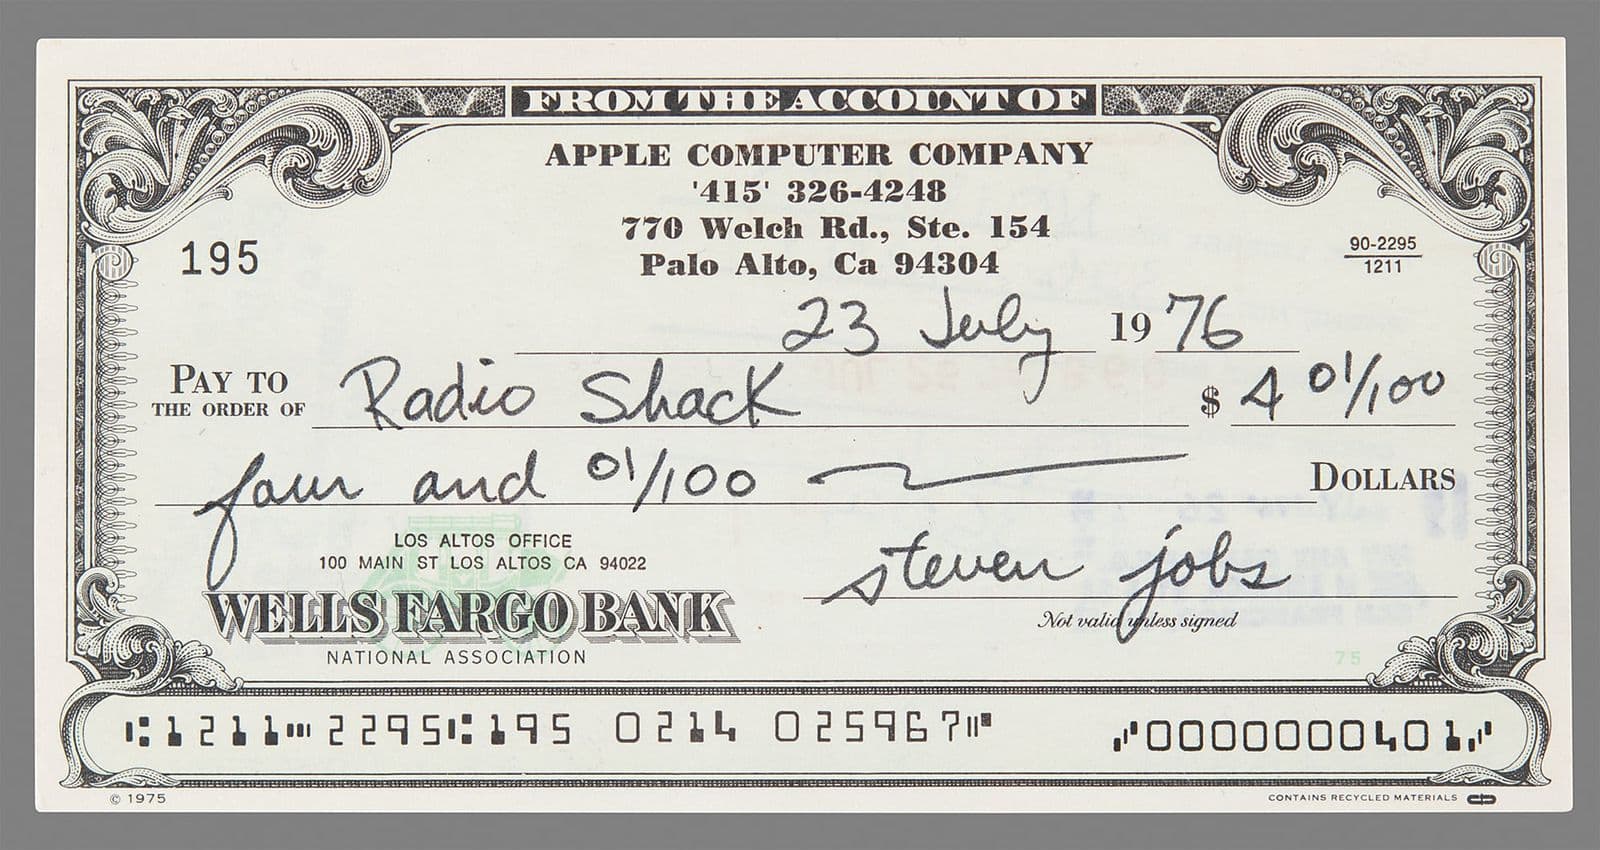 FROM THE ACCOUNT OF
APPLE COMPUTER COMPANY
'415' 326-4248
770 Welch Rd., Ste. 154
Palo Alto, Ca 94304
195
90-2295
1211
23 July 1976
PAY TO
THE ORDER OF Radio Shack $ 4 01/100
four and 01/100 DOLLARS
LOS ALTOS OFFICE
100 MAIN ST LOS ALTOS CA 94022
WELLS FARGO BANK
NATIONAL ASSOCIATION
steven jobs
Not valid unless signed
75
⑆1211⑉2295⑆195 0214 025967⑈ ⑇0000000401⑇
© 1975
CONTAINS RECYCLED MATERIALS